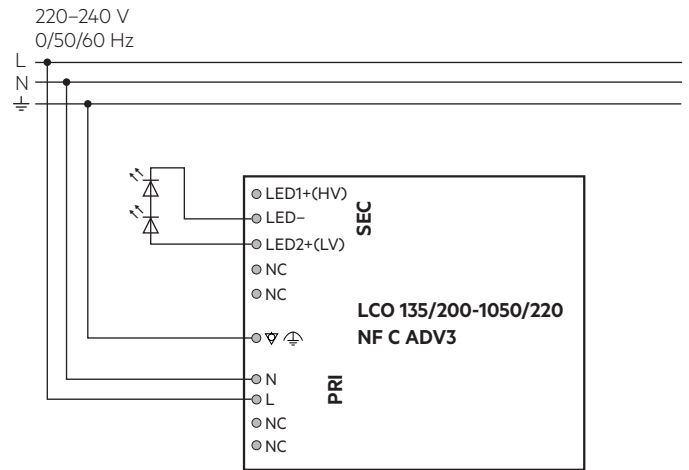 220–240 V
0/50/60 Hz
L
N
LED1+(HV)
LED–
LED2+(LV)
NC
NC
SEC
LCO 135/200-1050/220
NF C ADV3
N
L
NC
NC
PRI